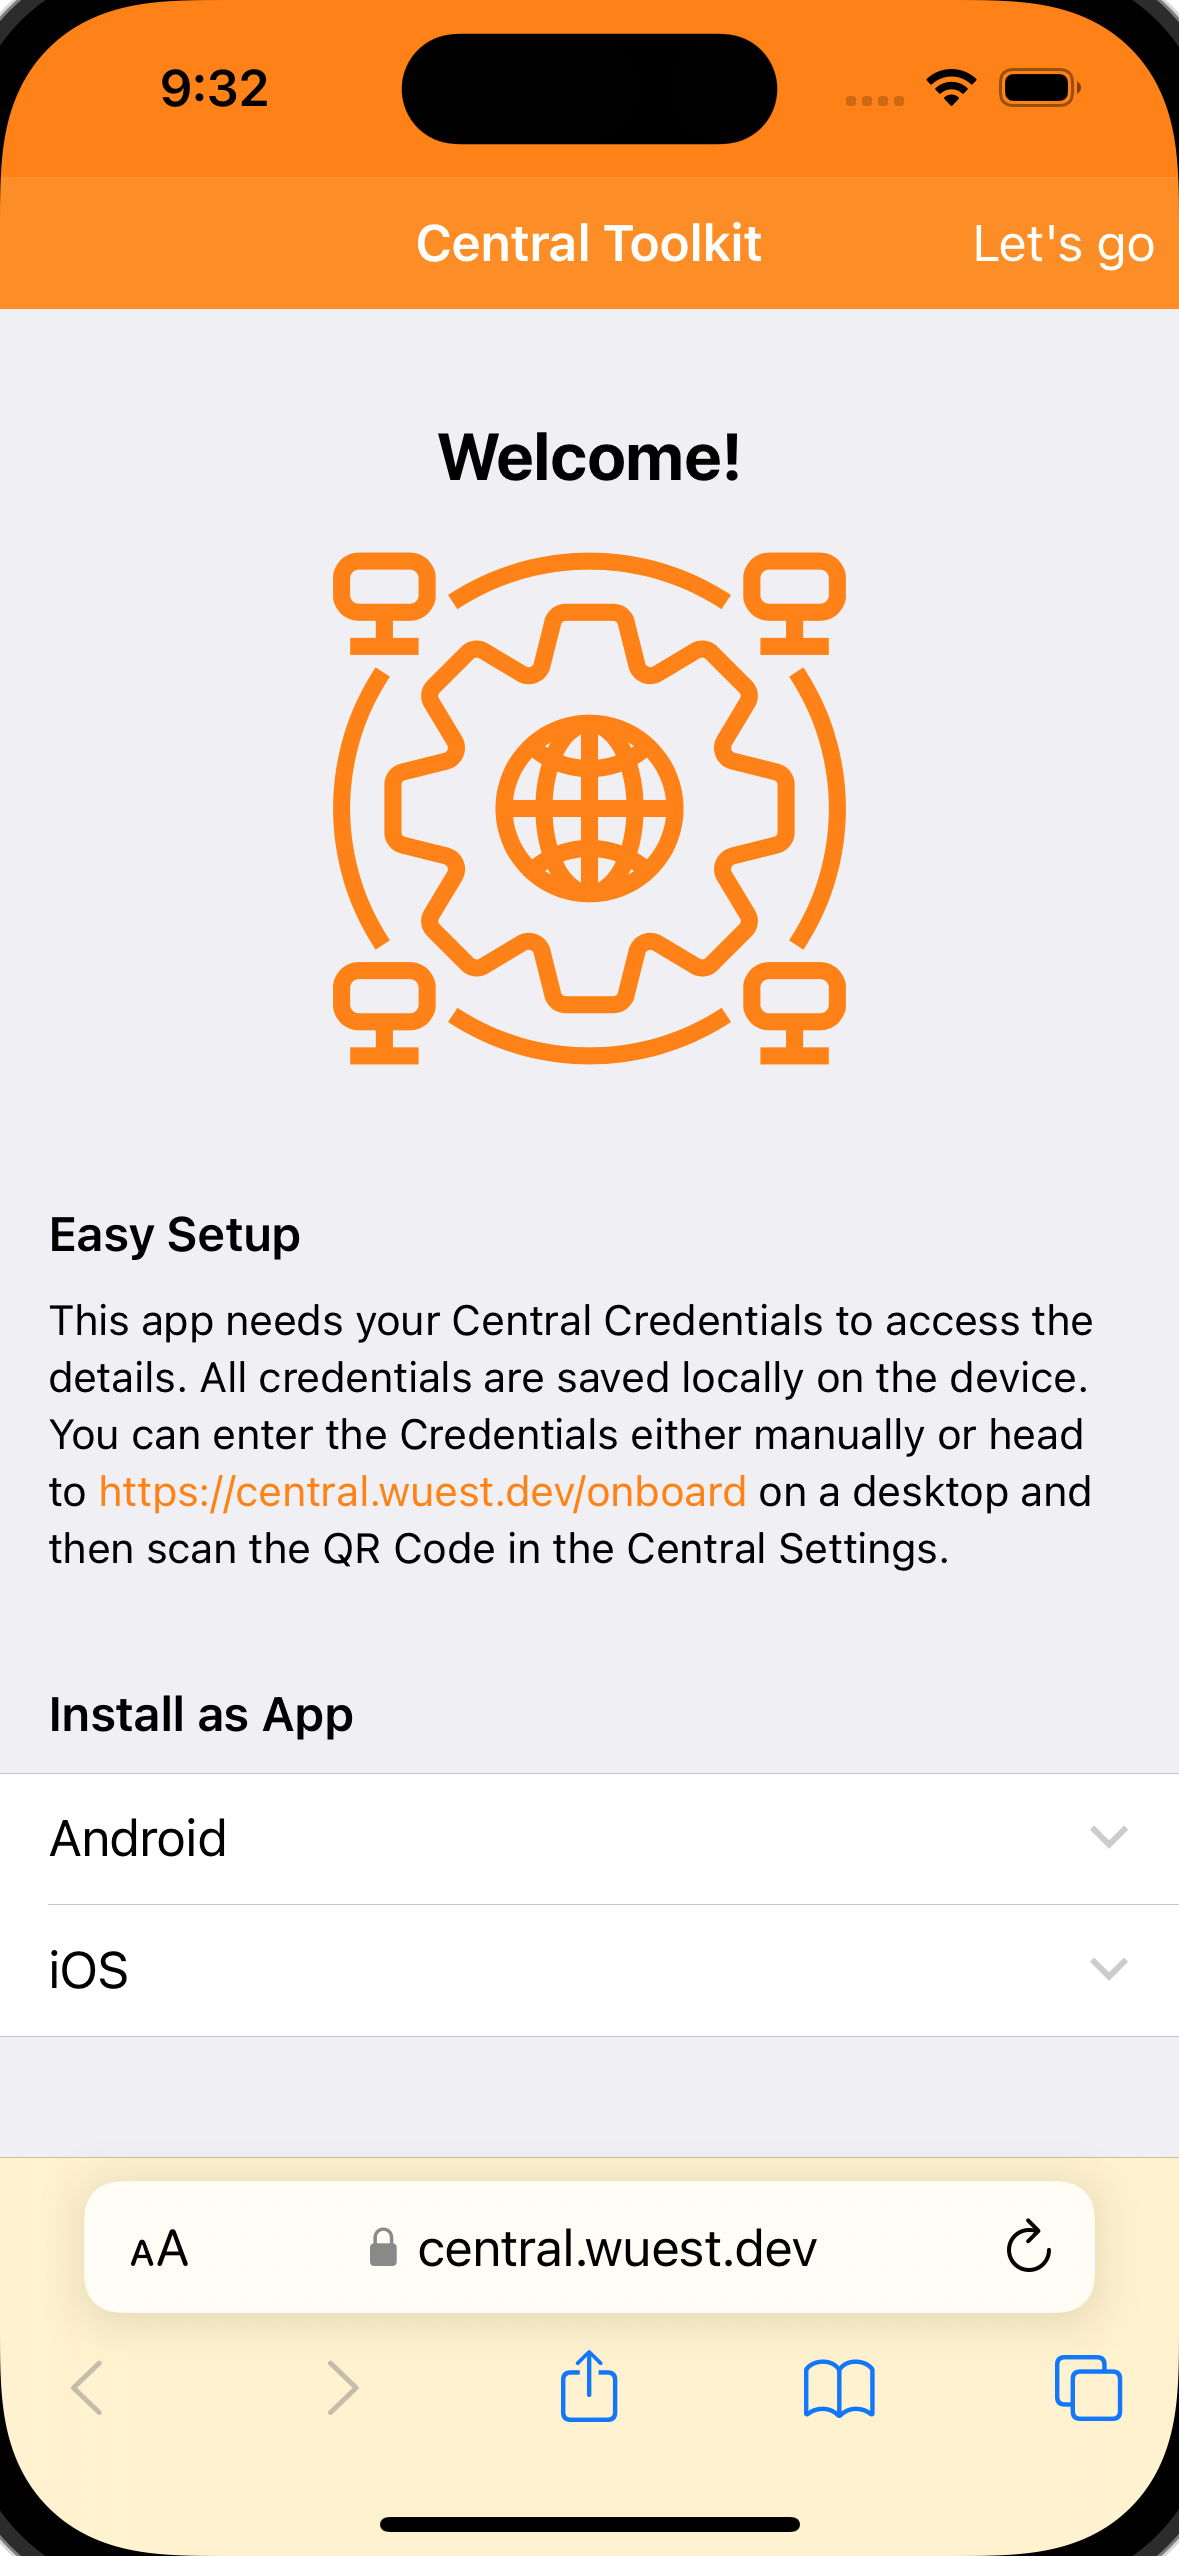 9:32
Central Toolkit
Let's go
Welcome!
Easy Setup
This app needs your Central Credentials to access the
details. All credentials are saved locally on the device.
You can enter the Credentials either manually or head
to https://central.wuest.dev/onboard on a desktop and
then scan the QR Code in the Central Settings.
Install as App
Android
iOS
AA central.wuest.dev